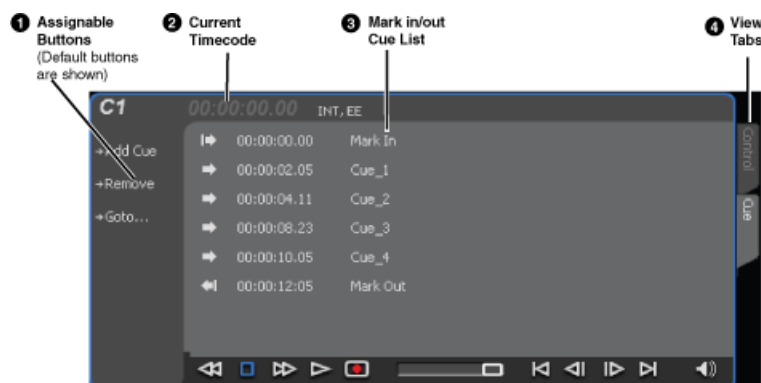 1 Assignable
Buttons
(Default buttons
are shown)
2 Current
Timecode
3 Mark in/out
Cue List
4 View
Tabs
C1
00:00:00.00 INT, EE
Add Cue
Remove
Goto...
00:00:00.00 Mark In
00:00:02.05 Cue_1
00:00:04.11 Cue_2
00:00:08.23 Cue_3
00:00:10.05 Cue_4
00:00:12:05 Mark Out
Control
Cue